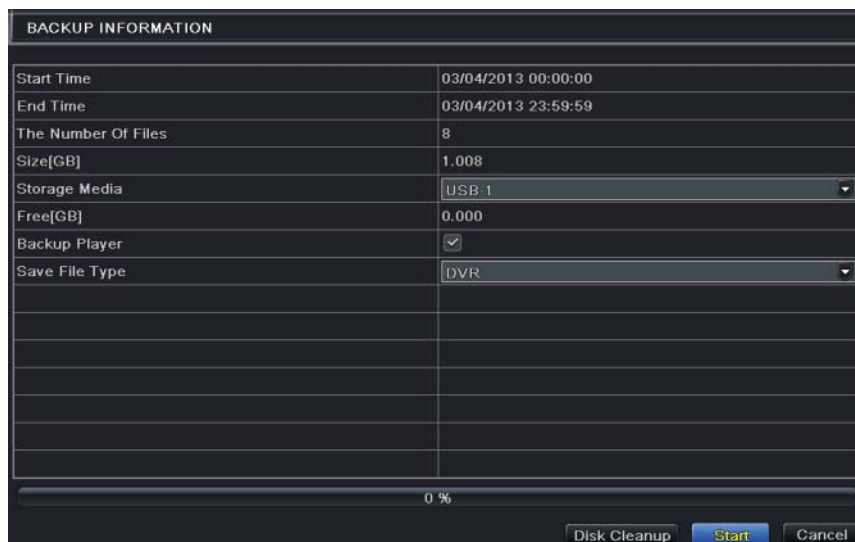 BACKUP INFORMATION
Start Time 03/04/2013 00:00:00
End Time 03/04/2013 23:59:59
The Number Of Files 8
Size[GB] 1.008
Storage Media USB-1
Free[GB] 0.000
Backup Player
Save File Type DVR
0 %
Disk Cleanup Start Cancel